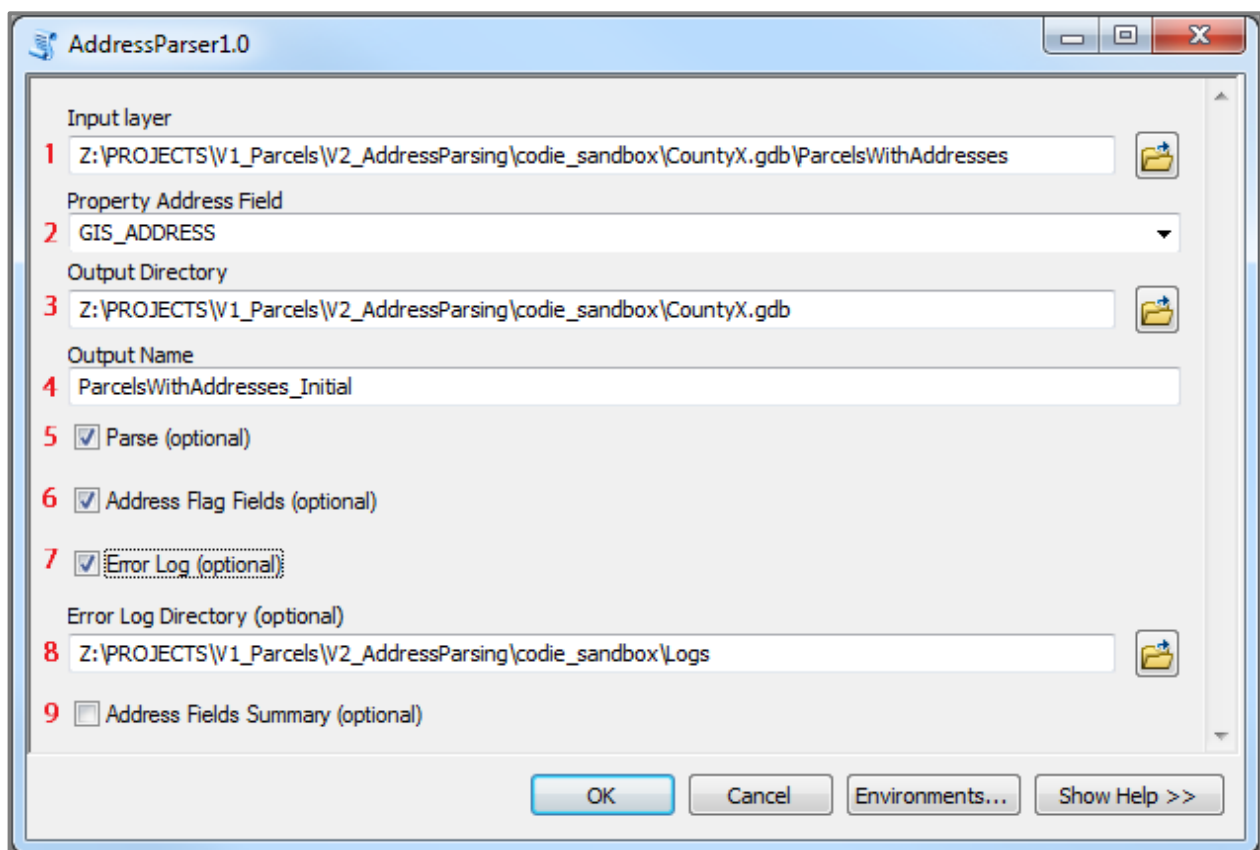 AddressParser1.0
Input layer
1 Z:\PROJECTS\V1_Parcels\V2_AddressParsing\codie_sandbox\CountyX.gdb\ParcelsWithAddresses
Property Address Field
2 GIS_ADDRESS
Output Directory
3 Z:\PROJECTS\V1_Parcels\V2_AddressParsing\codie_sandbox\CountyX.gdb
Output Name
4 ParcelsWithAddresses_Initial
5 Parse (optional)
6 Address Flag Fields (optional)
7 Error Log (optional)
Error Log Directory (optional)
8 Z:\PROJECTS\V1_Parcels\V2_AddressParsing\codie_sandbox\Logs
9 Address Fields Summary (optional)
OK Cancel Environments... Show Help >>